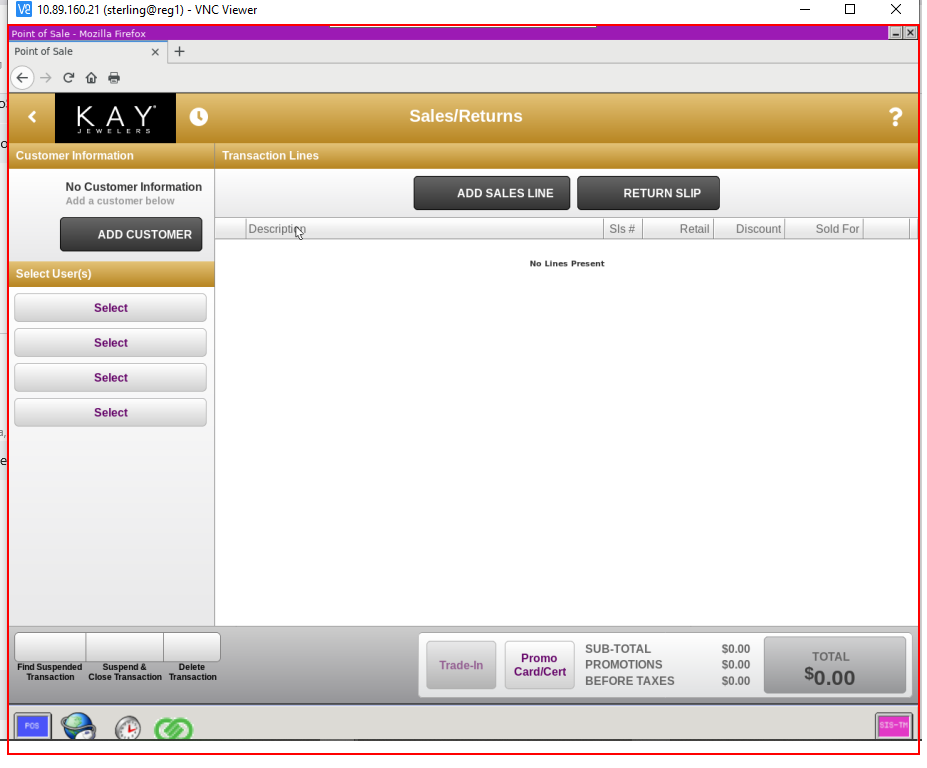 10.89.160.21 (sterling@reg1) - VNC Viewer
Point of Sale - Mozilla Firefox
Point of Sale
KAY
JEWELERS
Sales/Returns
?
Customer Information
Transaction Lines
No Customer Information
Add a customer below
ADD CUSTOMER
ADD SALES LINE
RETURN SLIP
Description Sls # Retail Discount Sold For
No Lines Present
Select User(s)
Select
Select
Select
Select
Find Suspended
Transaction
Suspend &
Close Transaction
Delete
Transaction
Trade-In
Promo
Card/Cert
SUB-TOTAL $0.00
PROMOTIONS $0.00
BEFORE TAXES $0.00
TOTAL
$0.00
POS
SIS-TM